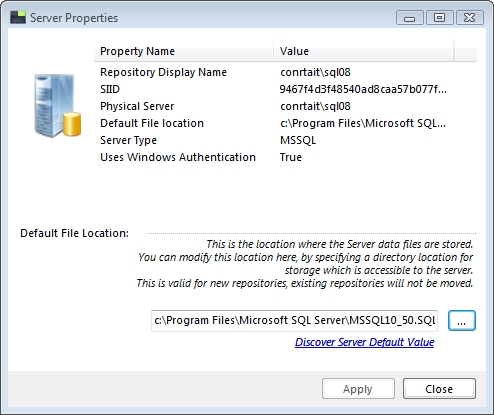 Server Properties
Property Name Value
Repository Display Name conrtait\sql08
SIID 9467f4d3f48540ad8caa57b077f...
Physical Server conrtait\sql08
Default File location c:\Program Files\Microsoft SQL...
Server Type MSSQL
Uses Windows Authentication True
Default File Location:
This is the location where the Server data files are stored.
You can modify this location here, by specifying a directory location for
storage which is accessible to the server.
This is valid for new repositories, existing repositories will not be moved.
c:\Program Files\Microsoft SQL Server\MSSQL10_50.SQL ...
Discover Server Default Value
Apply Close